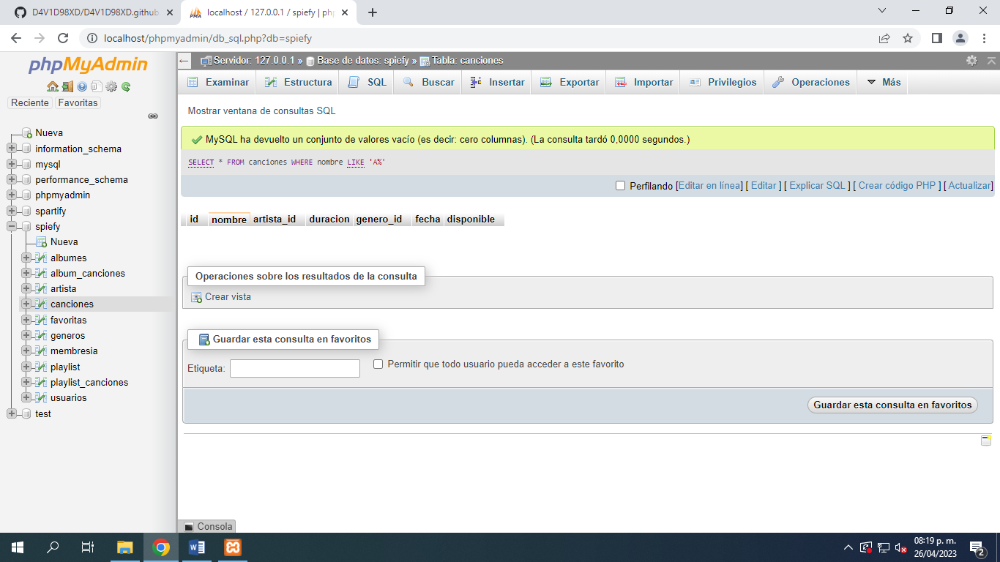 D4V1D98XD/D4V1D98XD.github
localhost / 127.0.0.1 / spiefy | ph
localhost/phpmyadmin/db_sql.php?db=spiefy
phpMyAdmin
Reciente Favoritas
Nueva
information_schema
mysql
performance_schema
phpmyadmin
spartify
spiefy
Nueva
albumes
album_canciones
artista
canciones
favoritas
generos
membresia
playlist
playlist_canciones
usuarios
test
Servidor: 127.0.0.1 » Base de datos: spiefy » Tabla: canciones
Examinar Estructura SQL Buscar Insertar Exportar Importar Privilegios Operaciones Más
Mostrar ventana de consultas SQL
MySQL ha devuelto un conjunto de valores vacío (es decir: cero columnas). (La consulta tardó 0,0000 segundos.)
SELECT * FROM canciones WHERE nombre LIKE 'A%'
Perfilando [Editar en línea] [ Editar ] [ Explicar SQL ] [ Crear código PHP ] [ Actualizar]
id nombre artista_id duracion genero_id fecha disponible
Operaciones sobre los resultados de la consulta
Crear vista
Guardar esta consulta en favoritos
Etiqueta:
Permitir que todo usuario pueda acceder a este favorito
Guardar esta consulta en favoritos
Consola
08:19 p. m.
26/04/2023
2